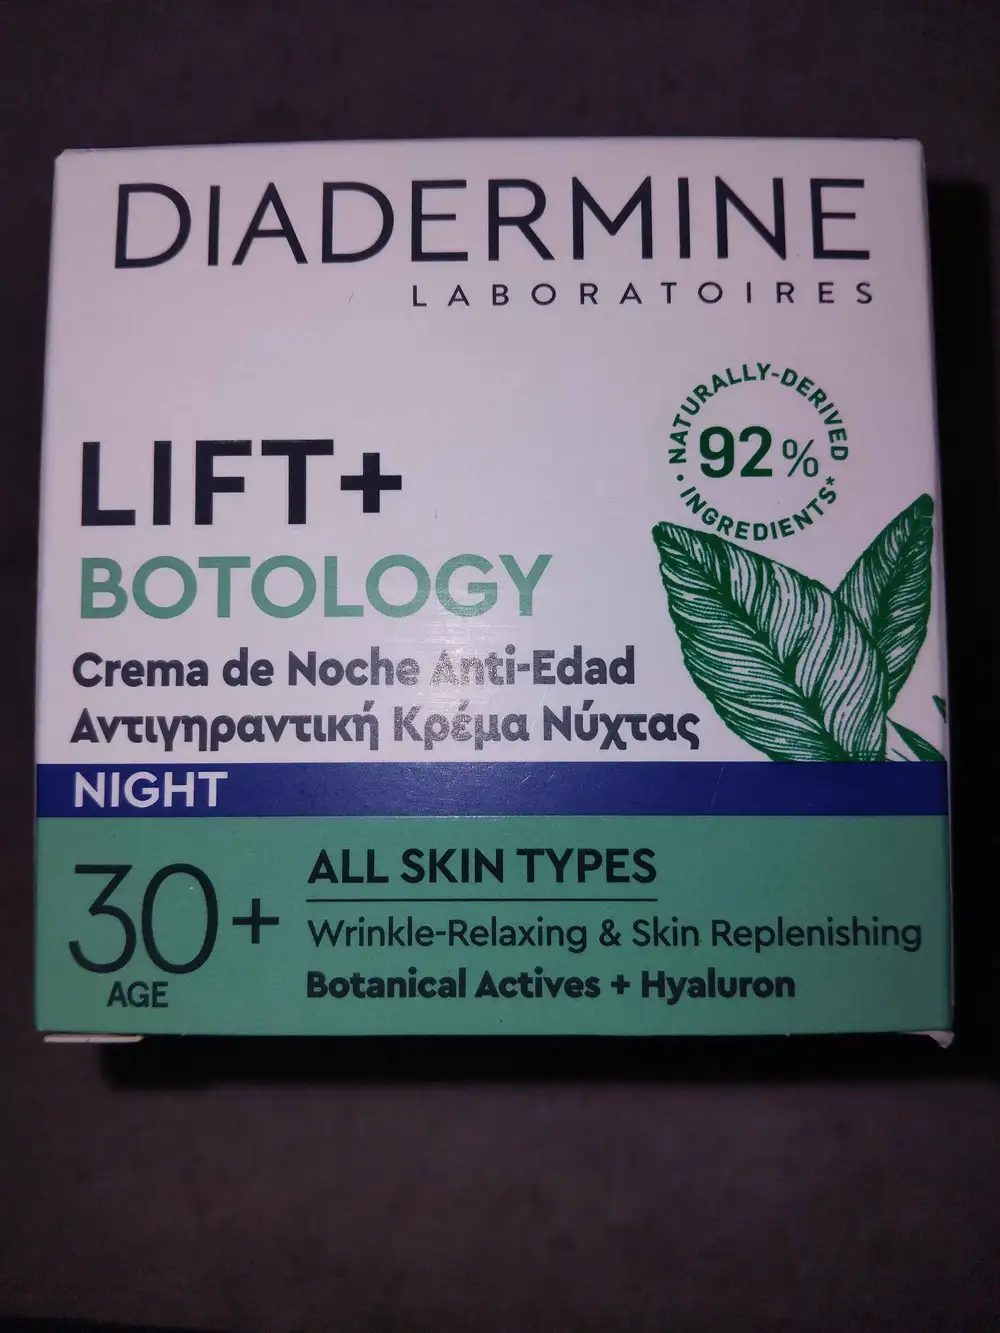 DIADERMINE
LABORATOIRES
NATURALLY-DERIVED
92%
INGREDIENTS*
LIFT+
BOTOLOGY
Crema de Noche Anti-Edad
Αντιγηραντική Κρέμα Νύχτας
NIGHT
30+
AGE
ALL SKIN TYPES
Wrinkle-Relaxing & Skin Replenishing
Botanical Actives + Hyaluron